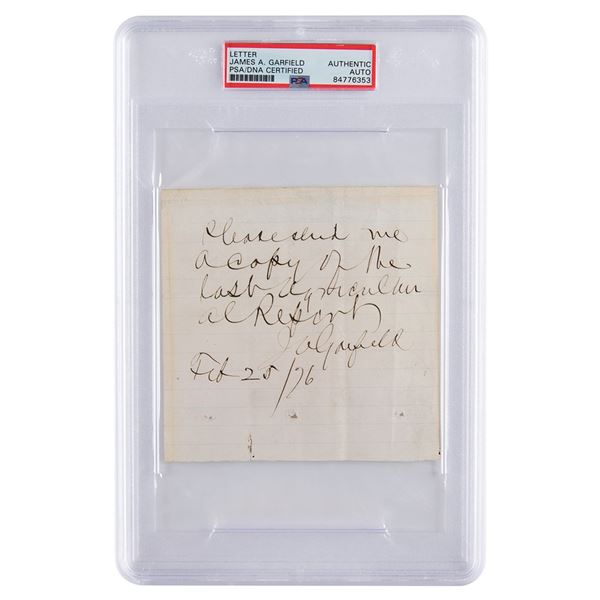 LETTER
JAMES A. GARFIELD
PSA/DNA CERTIFIED
PSA
AUTHENTIC
AUTO
84776353
Please send me
a copy of the
last Agricultur
al Report
J A Garfield
Feb 25/76